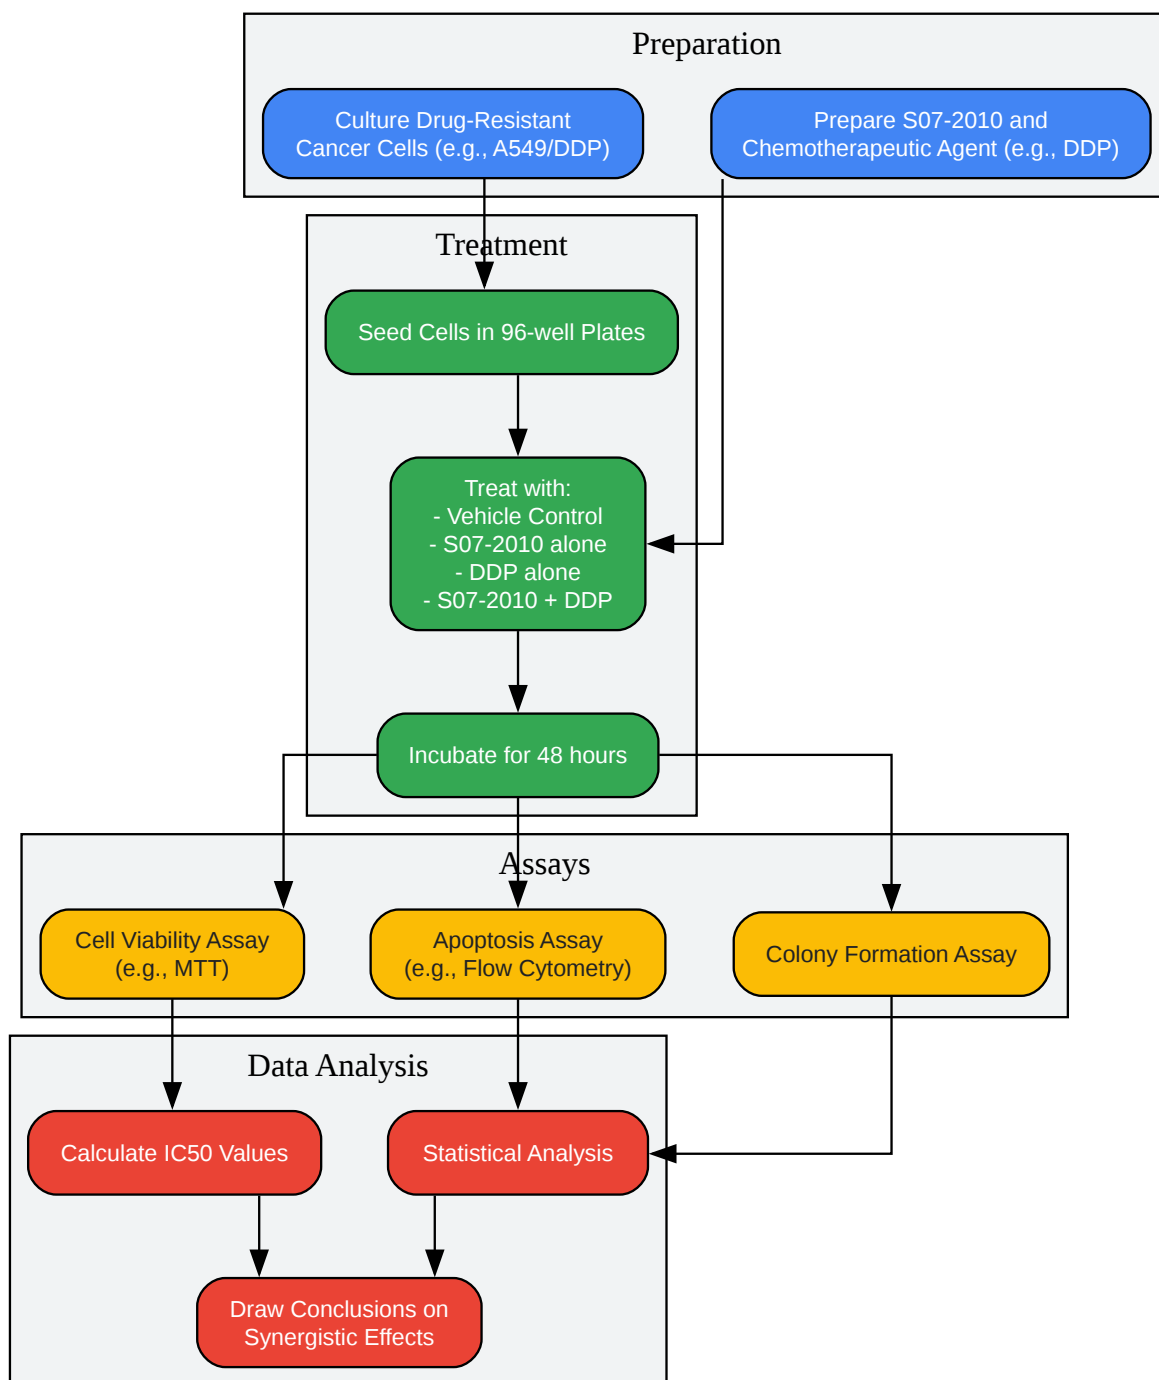 Preparation
Culture Drug-Resistant
Cancer Cells (e.g., A549/DDP)
Prepare S07-2010 and
Chemotherapeutic Agent (e.g., DDP)
Treatment
Seed Cells in 96-well Plates
Treat with:
- Vehicle Control
- S07-2010 alone
- DDP alone
- S07-2010 + DDP
Incubate for 48 hours
Assays
Cell Viability Assay
(e.g., MTT)
Apoptosis Assay
(e.g., Flow Cytometry)
Colony Formation Assay
Data Analysis
Calculate IC50 Values
Statistical Analysis
Draw Conclusions on
Synergistic Effects